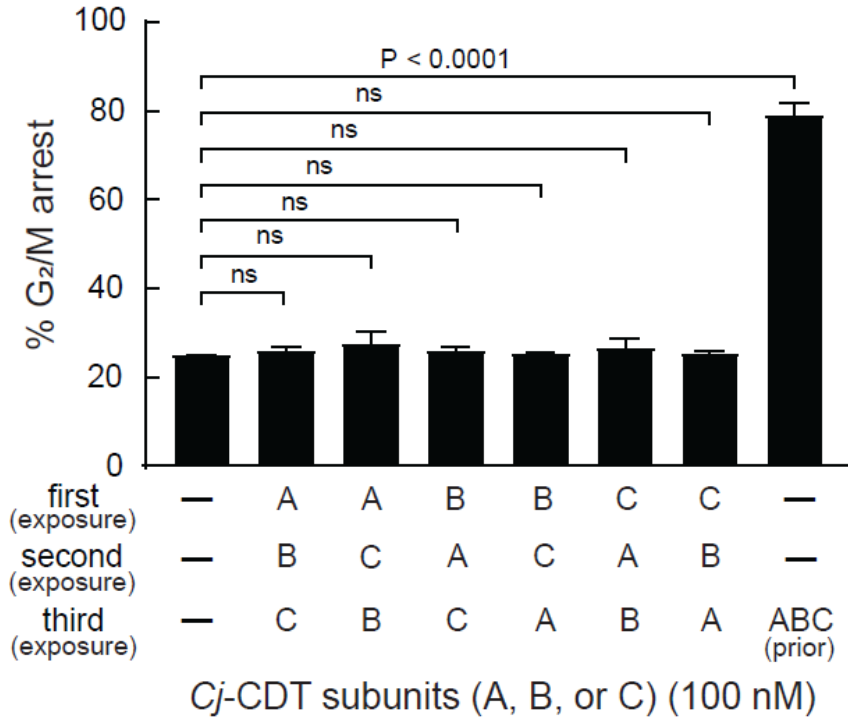 100
80
60
40
20
0
% G₂/M arrest
P < 0.0001
ns
ns
ns
ns
ns
ns
first — A A B B C C —
(exposure)
second — B C A C A B —
(exposure)
third — C B C A B A ABC
(exposure) (prior)
Cj-CDT subunits (A, B, or C) (100 nM)